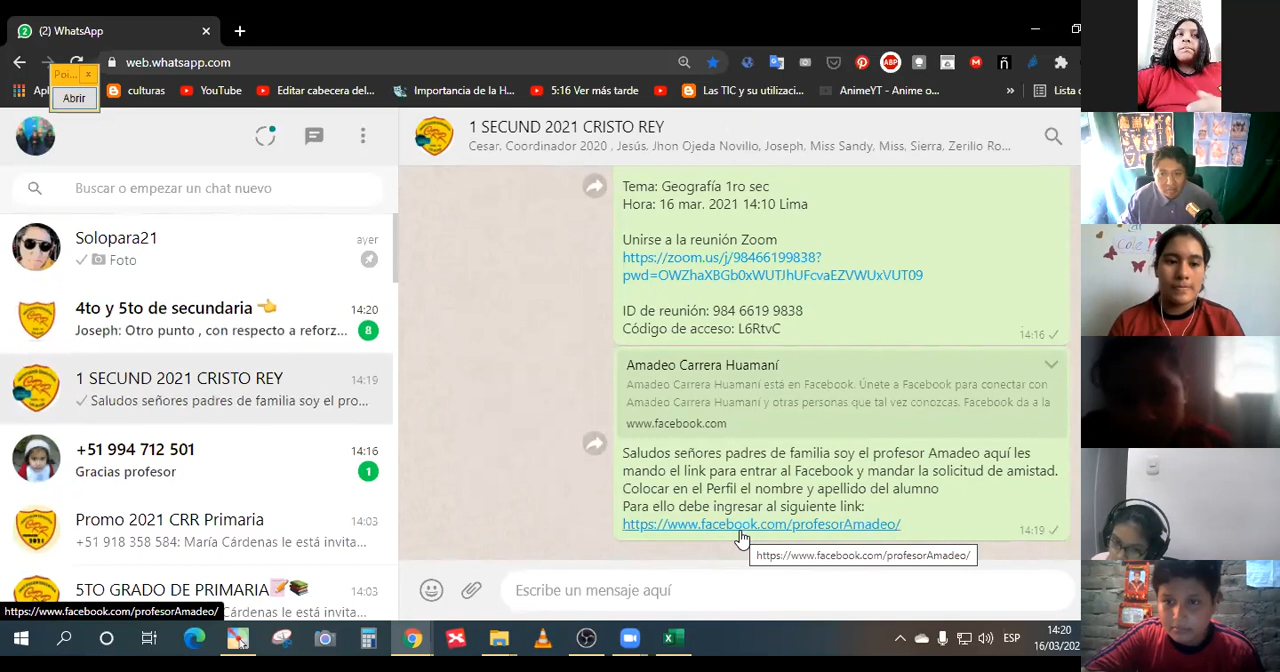 (2) WhatsApp
web.whatsapp.com
Poi...
Abrir
culturas
YouTube
Editar cabecera del...
Importancia de la H...
5:16 Ver más tarde
Las TIC y su utilizaci...
AnimeYT - Anime o...
»
Lista d
Buscar o empezar un chat nuevo
Solopara21
ayer
Foto
4to y 5to de secundaria
14:20
Joseph: Otro punto , con respecto a reforz...
8
1 SECUND 2021 CRISTO REY
14:19
Saludos señores padres de familia soy el pro...
+51 994 712 501
14:16
Gracias profesor
1
Promo 2021 CRR Primaria
14:03
+51 918 358 584: María Cárdenas le está invita...
5TO GRADO DE PRIMARIA
14:03
Cárdenas le está invita...
https://www.facebook.com/profesorAmadeo/
1 SECUND 2021 CRISTO REY
Cesar, Coordinador 2020 , Jesús, Jhon Ojeda Novilio, Joseph, Miss Sandy, Miss, Sierra, Zerilio Ro...
Tema: Geografía 1ro sec
Hora: 16 mar. 2021 14:10 Lima
Unirse a la reunión Zoom
https://zoom.us/j/98466199838?
pwd=OWZhaXBGb0xWUTJhUFcvaEZVWUxVUT09
ID de reunión: 984 6619 9838
Código de acceso: L6RtvC
14:16
Amadeo Carrera Huamaní
Amadeo Carrera Huamaní está en Facebook. Únete a Facebook para conectar con
Amadeo Carrera Huamaní y otras personas que tal vez conozcas. Facebook da a la
www.facebook.com
Saludos señores padres de familia soy el profesor Amadeo aquí les
mando el link para entrar al Facebook y mandar la solicitud de amistad.
Colocar en el Perfil el nombre y apellido del alumno
Para ello debe ingresar al siguiente link:
https://www.facebook.com/profesorAmadeo/
14:19
https://www.facebook.com/profesorAmadeo/
Escribe un mensaje aquí
ESP
14:20
16/03/202